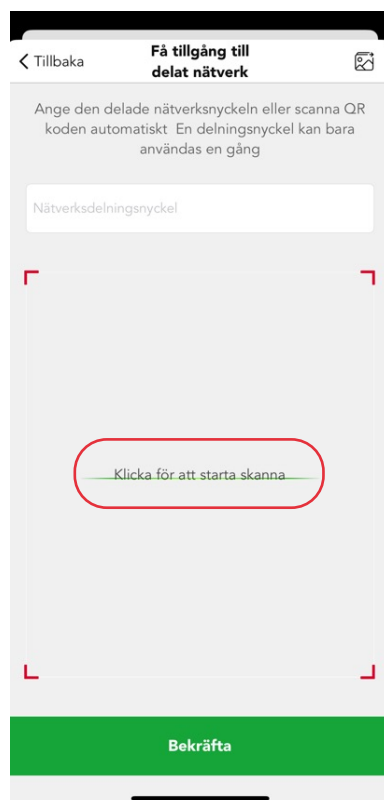 Tillbaka
Få tillgång till
delat nätverk
Ange den delade nätverksnyckeln eller scanna QR
koden automatiskt  En delningsnyckel kan bara
användas en gång
Nätverksdelningsnyckel
Klicka för att starta skanna
Bekräfta